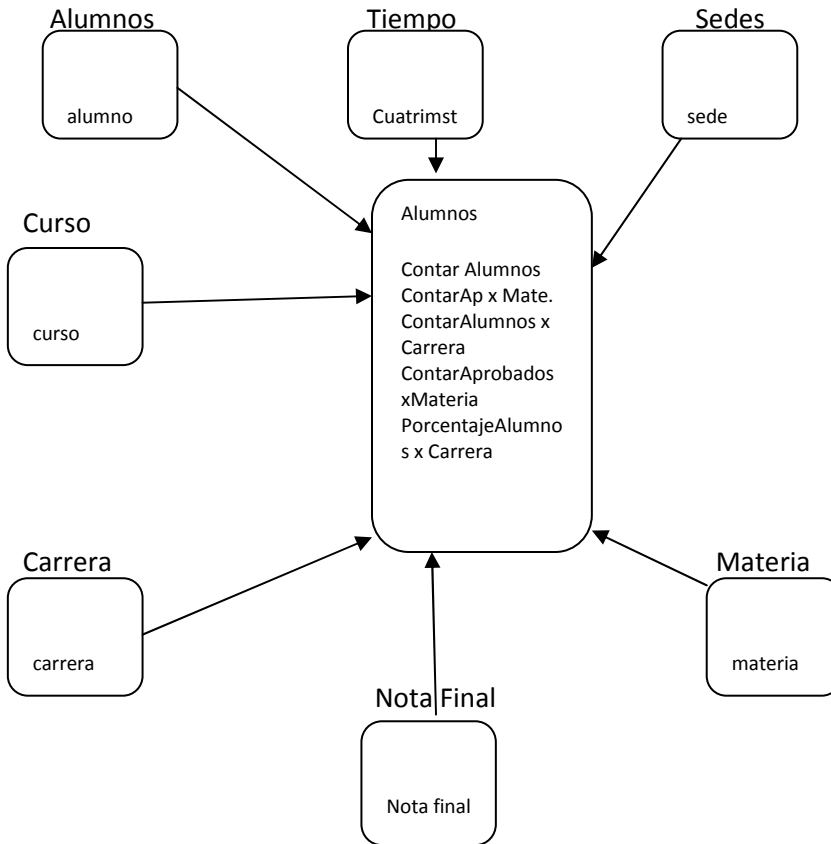 Alumnos
Tiempo
Sedes
alumno
Cuatrimst
sede
Curso
curso
Alumnos
Contar Alumnos
ContarAp x Mate.
ContarAlumnos x
Carrera
ContarAprobados
xMateria
PorcentajeAlumno
s x Carrera
Carrera
carrera
Materia
materia
Nota Final
Nota final